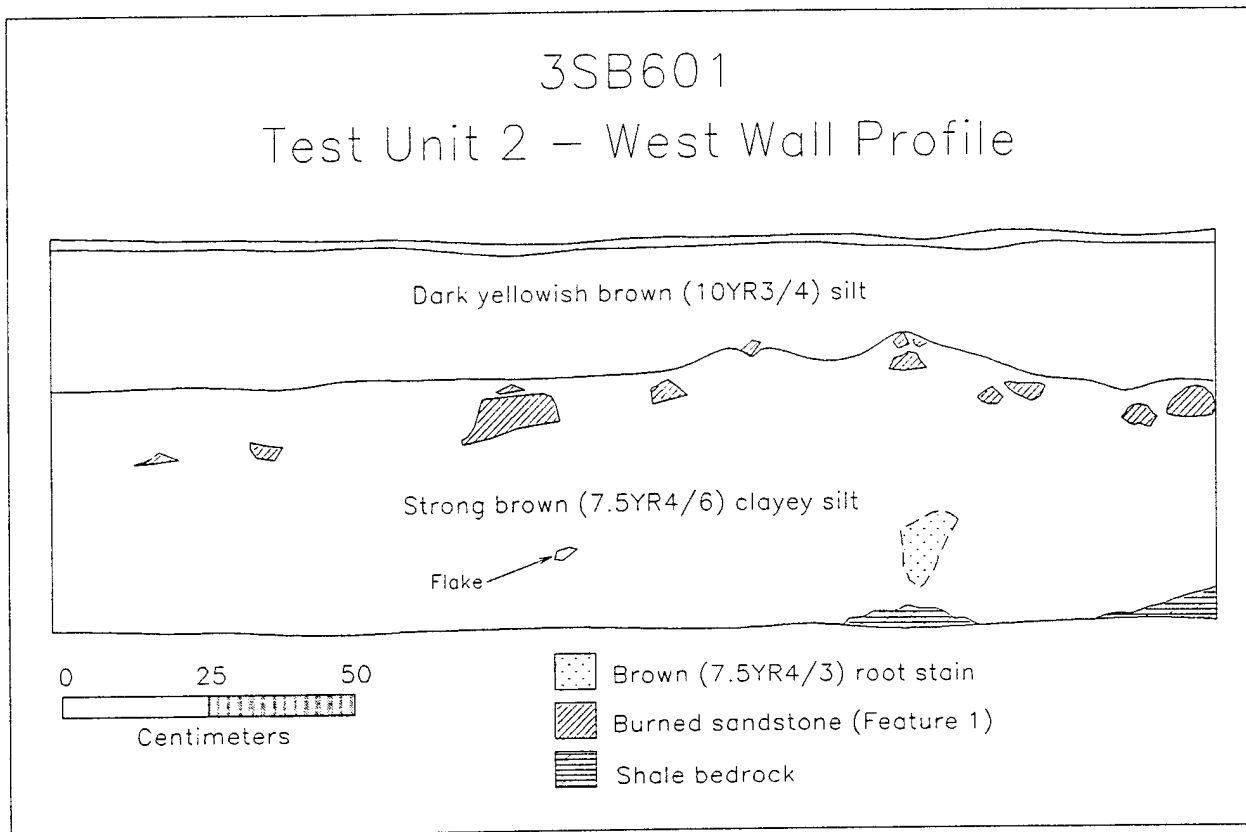 3SB601
Test Unit 2 – West Wall Profile
Dark yellowish brown (10YR3/4) silt
Strong brown (7.5YR4/6) clayey silt
Flake
0 25 50
Centimeters
Brown (7.5YR4/3) root stain
Burned sandstone (Feature 1)
Shale bedrock